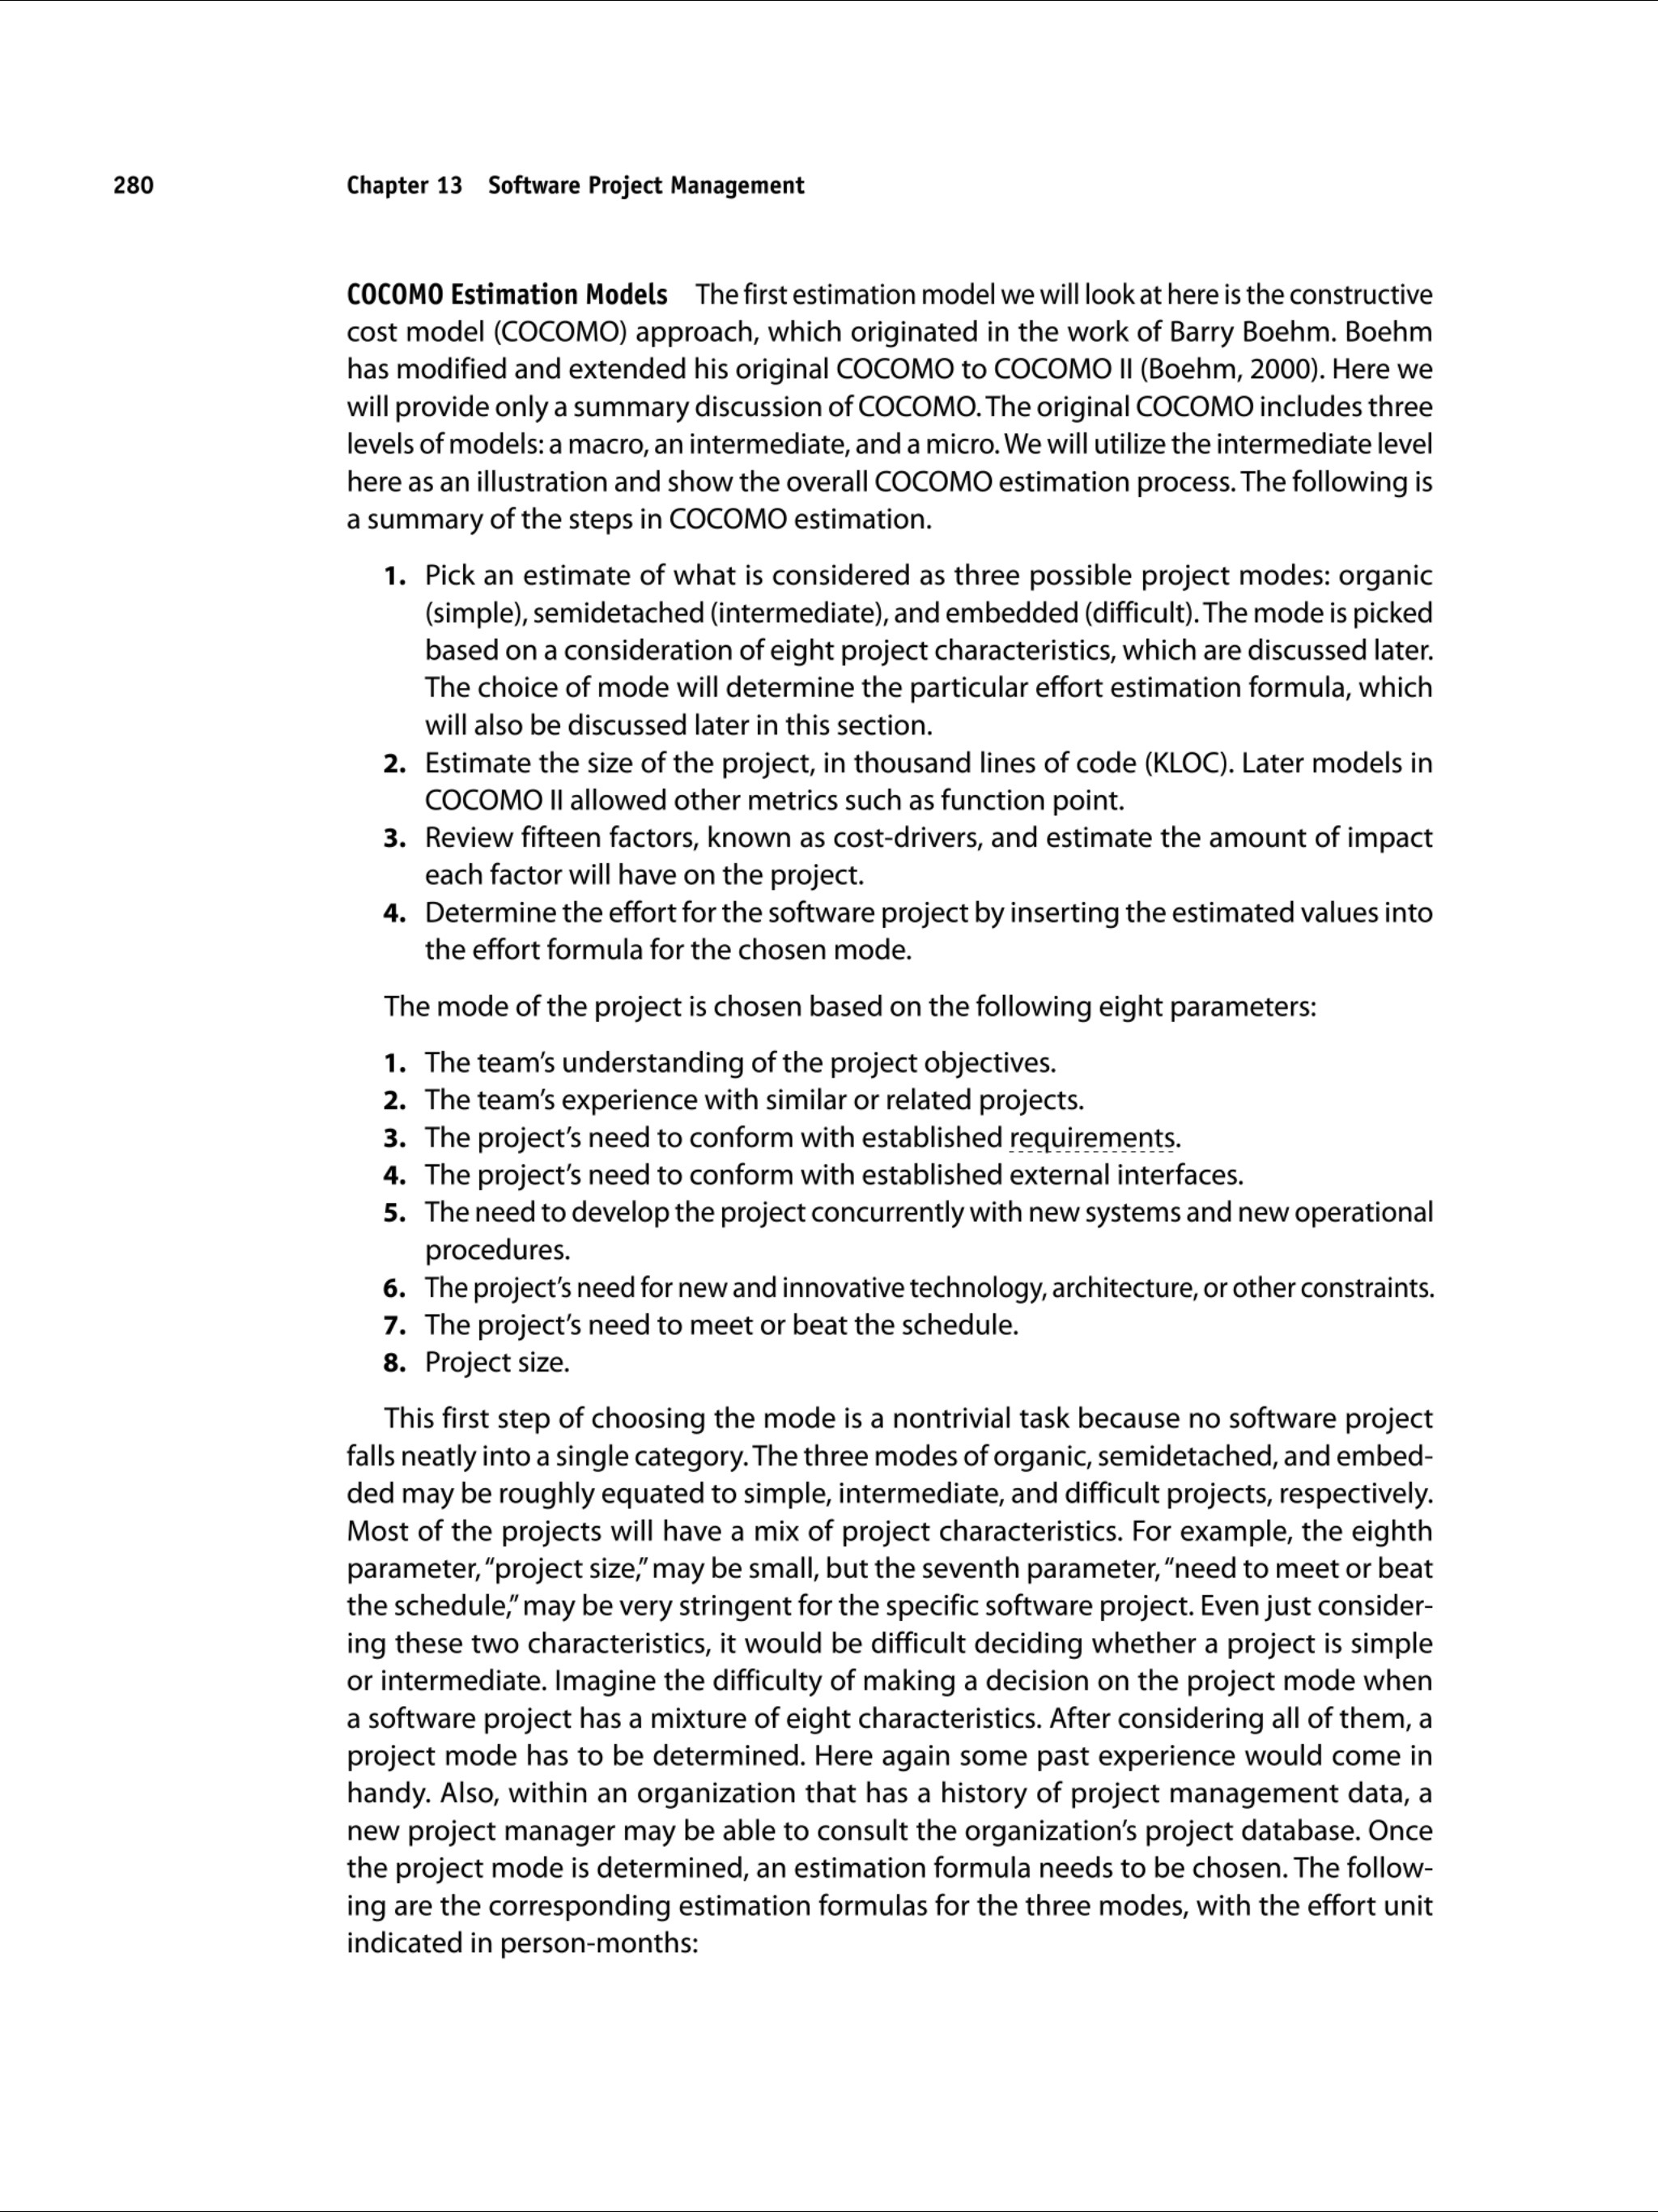 280 Chapter 13 Software Project Management
COCOMO Estimation Models The first estimation model we will look at here is the constructive
cost model (COCOMO) approach, which originated in the work of Barry Boehm. Boehm
has modified and extended his original COCOMO to COCOMO II (Boehm, 2000). Here we
will provide only a summary discussion of COCOMO. The original COCOMO includes three
levels of models: a macro, an intermediate, and a micro. We will utilize the intermediate level
here as an illustration and show the overall COCOMO estimation process. The following is
a summary of the steps in COCOMO estimation.
1. Pick an estimate of what is considered as three possible project modes: organic
(simple), semidetached (intermediate), and embedded (difficult). The mode is picked
based on a consideration of eight project characteristics, which are discussed later.
The choice of mode will determine the particular effort estimation formula, which
will also be discussed later in this section.
2. Estimate the size of the project, in thousand lines of code (KLOC). Later models in
COCOMO II allowed other metrics such as function point.
3. Review fifteen factors, known as cost-drivers, and estimate the amount of impact
each factor will have on the project.
4. Determine the effort for the software project by inserting the estimated values into
the effort formula for the chosen mode.
The mode of the project is chosen based on the following eight parameters:
1. The team’s understanding of the project objectives.
2. The team’s experience with similar or related projects.
3. The project’s need to conform with established requirements.
4. The project’s need to conform with established external interfaces.
5. The need to develop the project concurrently with new systems and new operational
procedures.
6. The project’s need for new and innovative technology, architecture, or other constraints.
7. The project’s need to meet or beat the schedule.
8. Project size.
This first step of choosing the mode is a nontrivial task because no software project
falls neatly into a single category. The three modes of organic, semidetached, and embed-
ded may be roughly equated to simple, intermediate, and difficult projects, respectively.
Most of the projects will have a mix of project characteristics. For example, the eighth
parameter, “project size,” may be small, but the seventh parameter, “need to meet or beat
the schedule,” may be very stringent for the specific software project. Even just consider-
ing these two characteristics, it would be difficult deciding whether a project is simple
or intermediate. Imagine the difficulty of making a decision on the project mode when
a software project has a mixture of eight characteristics. After considering all of them, a
project mode has to be determined. Here again some past experience would come in
handy. Also, within an organization that has a history of project management data, a
new project manager may be able to consult the organization’s project database. Once
the project mode is determined, an estimation formula needs to be chosen. The follow-
ing are the corresponding estimation formulas for the three modes, with the effort unit
indicated in person-months: